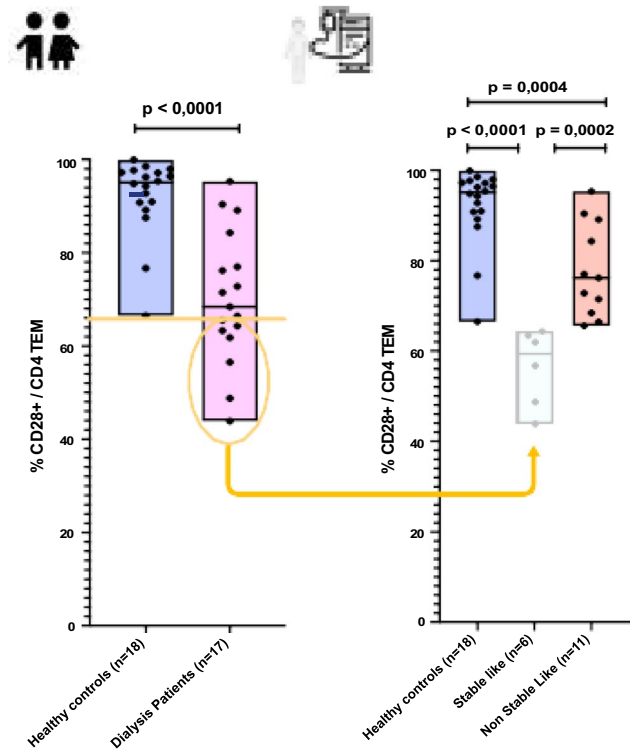 p < 0,0001
% CD28+ / CD4 TEM
100
80
60
40
20
0
Healthy controls (n=18)
Dialysis Patients (n=17)
p = 0,0004
p < 0,0001
p = 0,0002
% CD28+ / CD4 TEM
100
80
60
40
20
0
Healthy controls (n=18)
Stable like (n=6)
Non Stable Like (n=11)